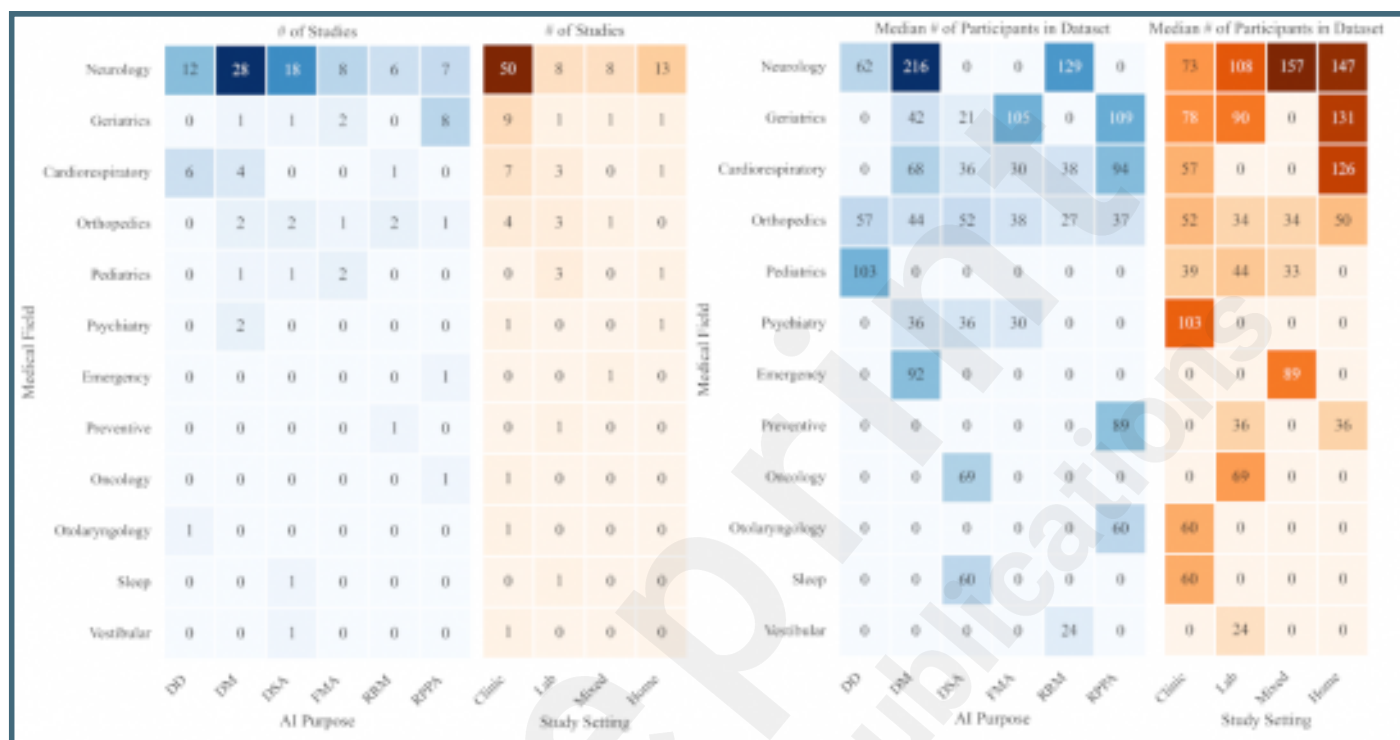 # of Studies # of Studies Median # of Participants in Dataset Median # of Participants in Dataset
Neurology 12 28 18 8 6 7 50 8 8 13 Neurology 62 216 0 0 129 0 73 108 157 147
Geriatrics 0 1 1 2 0 8 9 1 1 1 Geriatrics 0 42 21 105 0 109 78 90 0 131
Cardiorespiratory 6 4 0 0 1 0 7 3 0 1 Cardiorespiratory 0 68 36 30 38 94 57 0 0 126
Orthopedics 0 2 2 1 2 1 4 3 1 0 Orthopedics 57 44 52 38 27 37 52 34 34 50
Pediatrics 0 1 1 2 0 0 0 3 0 1 Pediatrics 103 0 0 0 0 0 39 44 33 0
Psychiatry 0 2 0 0 0 0 1 0 0 1 Psychiatry 0 36 36 30 0 0 103 0 0 0
Emergency 0 0 0 0 0 1 0 0 1 0 Emergency 0 92 0 0 0 0 0 0 89 0
Preventive 0 0 0 0 1 0 0 1 0 0 Preventive 0 0 0 0 0 89 0 36 0 36
Oncology 0 0 0 0 0 1 1 0 0 0 Oncology 0 0 69 0 0 0 0 69 0 0
Otolaryngology 1 0 0 0 0 0 1 0 0 0 Otolaryngology 0 0 0 0 0 60 60 0 0 0
Sleep 0 0 1 0 0 0 0 1 0 0 Sleep 0 0 60 0 0 0 60 0 0 0
Vestibular 0 0 1 0 0 0 1 0 0 0 Vestibular 0 0 0 0 24 0 0 24 0 0
Medical Field
Medical Field
DD DM DSA FMA RBM RPPA Clinic Lab Mixed Home DD DM DSA FMA RBM RPPA Clinic Lab Mixed Home
AI Purpose Study Setting AI Purpose Study Setting